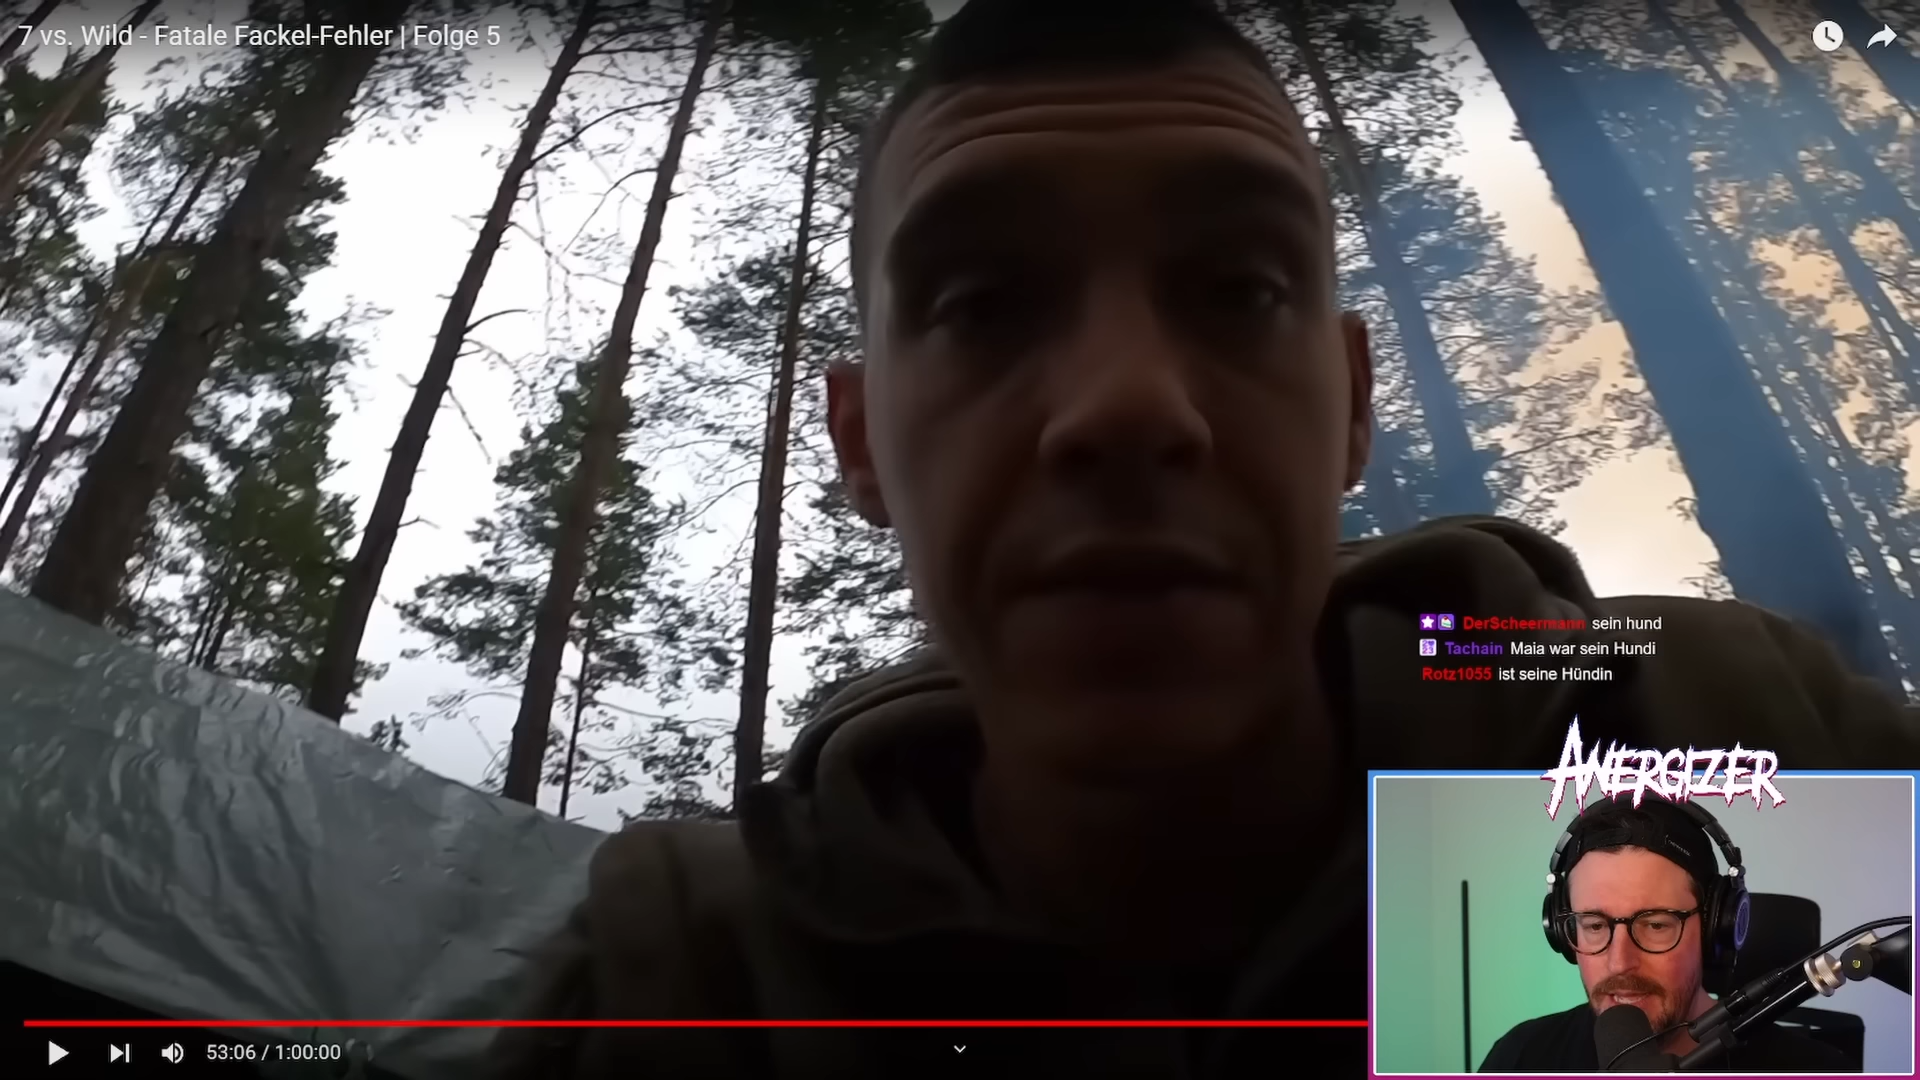 7 vs. Wild - Fatale Fackel-Fehler | Folge 5
DerScheermann sein hund
Tachain Maia war sein Hundi
Rotz1055 ist seine Hündin
AWERGIZER
53:06 / 1:00:00